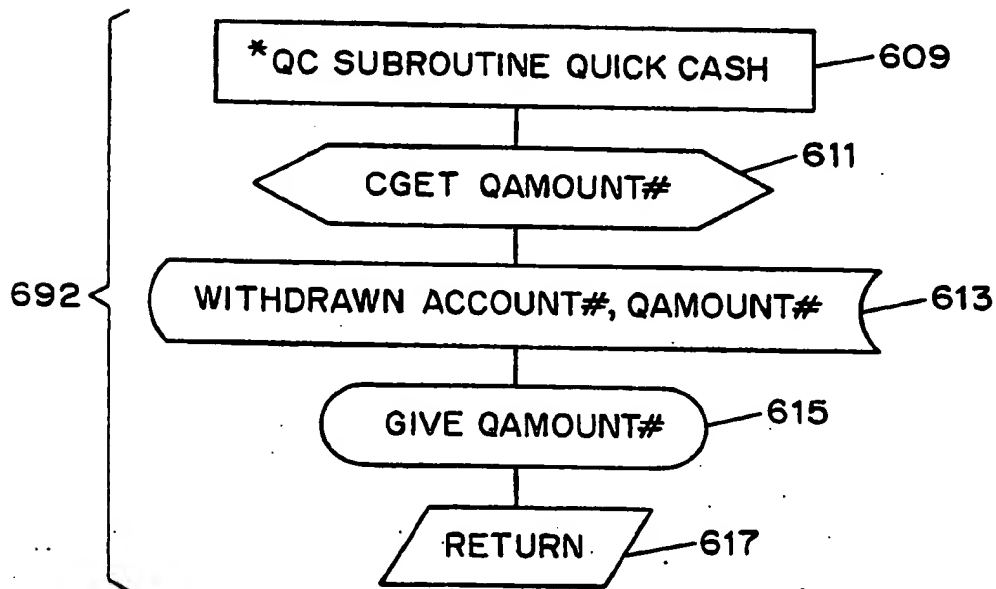 *QC SUBROUTINE QUICK CASH
609
CGET QAMOUNT#
611
692
WITHDRAWN ACCOUNT#, QAMOUNT#
613
GIVE QAMOUNT#
615
RETURN
617